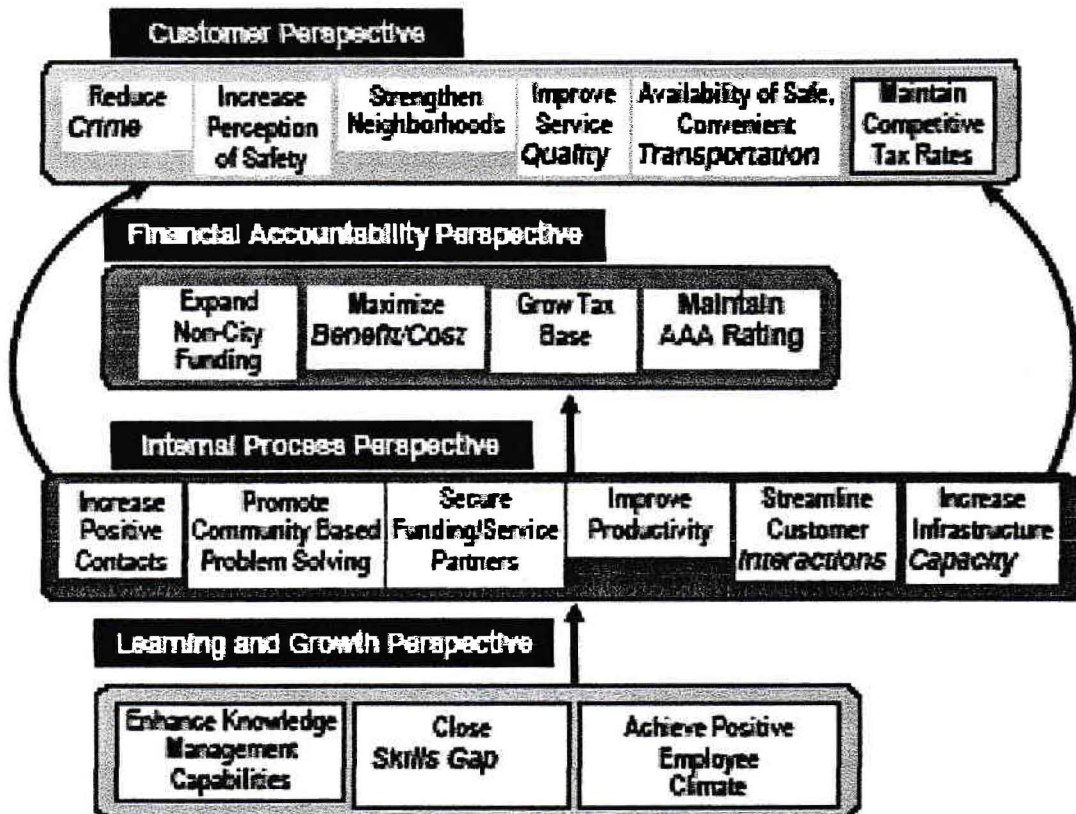 Customer Perspective
Reduce
Crime
Increase
Perception
of Safety
Strengthen
Neighborhoods
Improve
Service
Quality
Availability of Safe,
Convenient
Transportation
Maintain
Competitive
Tax Rates
Financial Accountability Perspective
Expand
Non-City
Funding
Maximize
Benefit/Cost
Grow Tax
Base
Maintain
AAA Rating
Internal Process Perspective
Increase
Positive
Contacts
Promote
Community Based
Problem Solving
Secure
Funding/Service
Partners
Improve
Productivity
Streamline
Customer
Interactions
Increase
Infrastructure
Capacity
Learning and Growth Perspective
Enhance Knowledge
Management
Capabilities
Close
Skills Gap
Achieve Positive
Employee
Climate